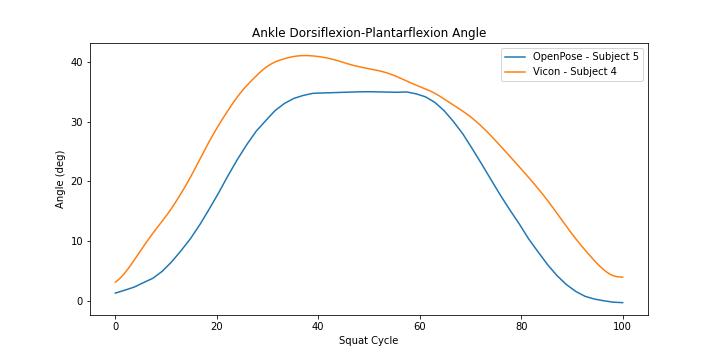 Ankle Dorsiflexion-Plantarflexion Angle
OpenPose - Subject 5
Vicon - Subject 4
Angle (deg)
40
30
20
10
0
0 20 40 60 80 100
Squat Cycle